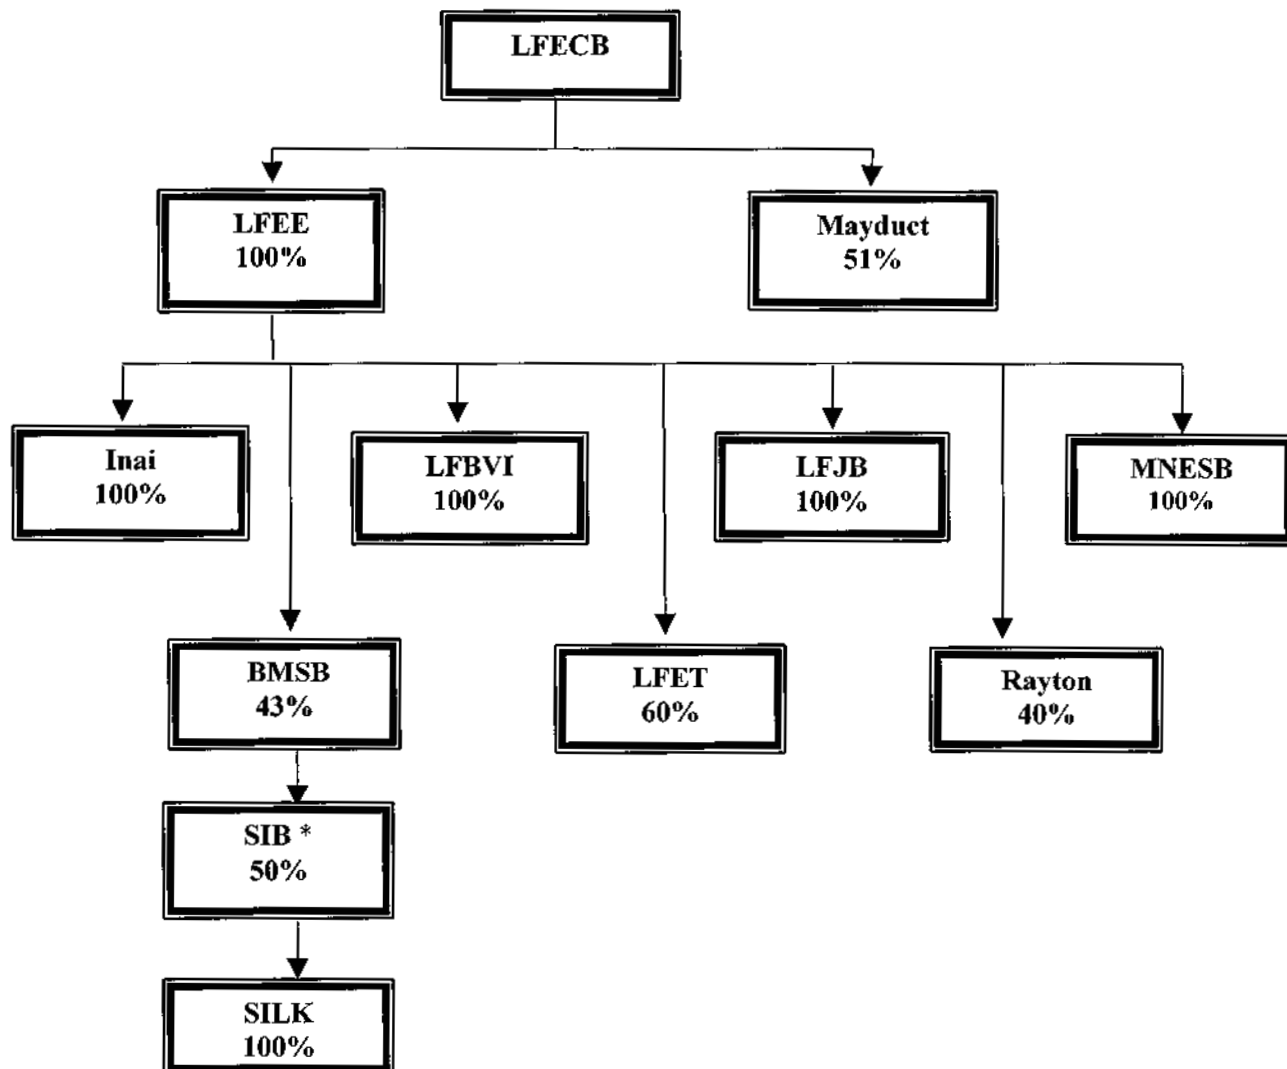 LFECB
LFEE
100%
Mayduct
51%
Inai
100%
LFBVI
100%
LFJB
100%
MNESB
100%
BMSB
43%
LFET
60%
Rayton
40%
SIB *
50%
SILK
100%